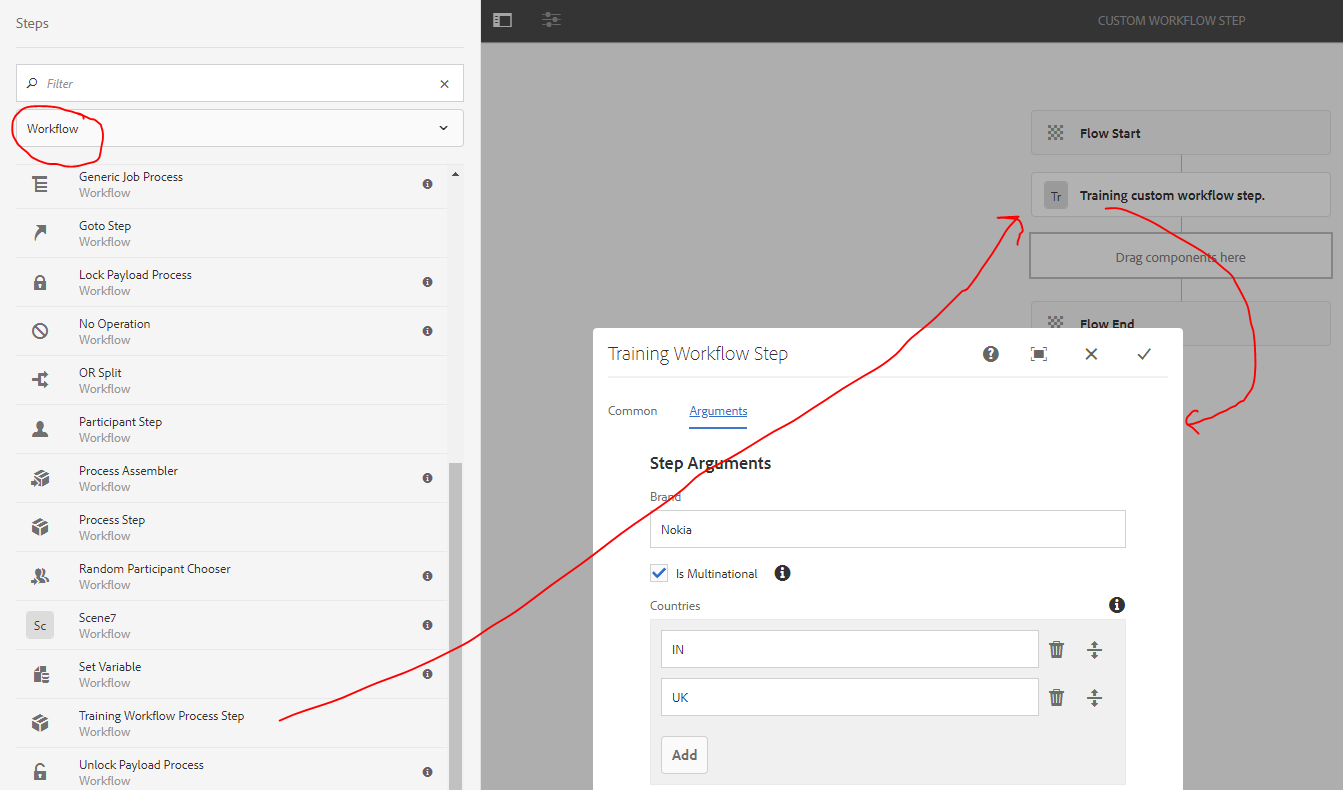 Steps
Filter
Workflow
Generic Job Process
Workflow
Goto Step
Workflow
Lock Payload Process
Workflow
No Operation
Workflow
OR Split
Workflow
Participant Step
Workflow
Process Assembler
Workflow
Process Step
Workflow
Random Participant Chooser
Workflow
Sc
Scene7
Workflow
Set Variable
Workflow
Training Workflow Process Step
Workflow
Unlock Payload Process
Workflow
CUSTOM WORKFLOW STEP
Flow Start
Tr
Training custom workflow step.
Drag components here
Flow End
Training Workflow Step
Common
Arguments
Step Arguments
Brand
Nokia
Is Multinational
Countries
IN
UK
Add